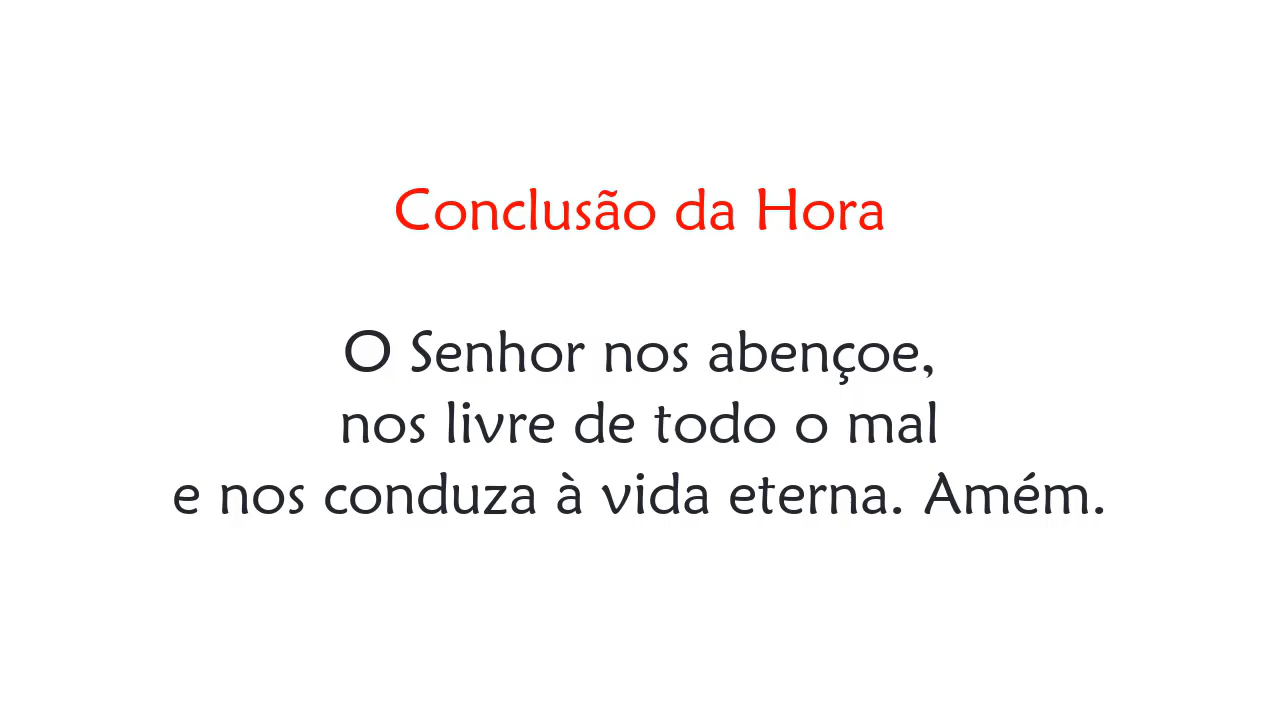 Conclusão da Hora
O Senhor nos abençoe,
nos livre de todo o mal
e nos conduza à vida eterna. Amém.